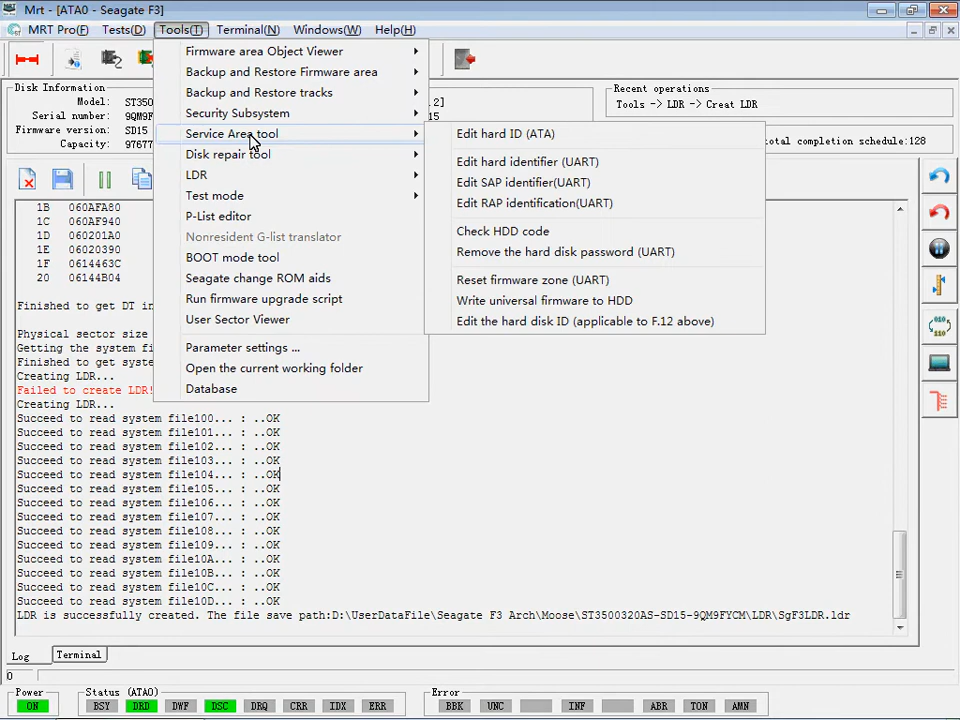 Mrt - [ATA0 - Seagate F3]
MRT Pro(F) Tests(D) Tools(T) Terminal(N) Windows(W) Help(H)
Disk Information
Model: ST3500
Serial number: 9QM9F
Firmware version: SD15
Capacity: 97677
Recent operations
Tools -> LDR -> Creat LDR
total completion schedule:128
Firmware area Object Viewer
Backup and Restore Firmware area
Backup and Restore tracks
Security Subsystem
Service Area tool
Disk repair tool
LDR
Test mode
P-List editor
Nonresident G-list translator
BOOT mode tool
Seagate change ROM aids
Run firmware upgrade script
User Sector Viewer
Parameter settings ...
Open the current working folder
Database
Edit hard ID (ATA)
Edit hard identifier (UART)
Edit SAP identifier(UART)
Edit RAP identification(UART)
Check HDD code
Remove the hard disk password (UART)
Reset firmware zone (UART)
Write universal firmware to HDD
Edit the hard disk ID (applicable to F.12 above)
1B 060AFA80
1C 060AF940
1D 060201A0
1E 06020390
1F 0614463C
20 06144B04
Finished to get DT in
Physical sector size
Getting the system fi
Finished to get syste
Creating LDR...
Failed to create LDR!
Creating LDR...
Succeed to read system file100... : ..OK
Succeed to read system file101... : ..OK
Succeed to read system file102... : ..OK
Succeed to read system file103... : ..OK
Succeed to read system file104... : ..OK
Succeed to read system file105... : ..OK
Succeed to read system file106... : ..OK
Succeed to read system file107... : ..OK
Succeed to read system file108... : ..OK
Succeed to read system file109... : ..OK
Succeed to read system file10A... : ..OK
Succeed to read system file10B... : ..OK
Succeed to read system file10C... : ..OK
Succeed to read system file10D... : ..OK
LDR is successfully created. The file save path:D:\UserDataFile\Seagate F3 Arch\Moose\ST3500320AS-SD15-9QM9FYCM\LDR\SgF3LDR.ldr
Log Terminal
0
Power Status (ATA0) Error
ON BSY DRD DWF DSC DRQ CRR IDX ERR BBK UNC INF ABR TON AMN